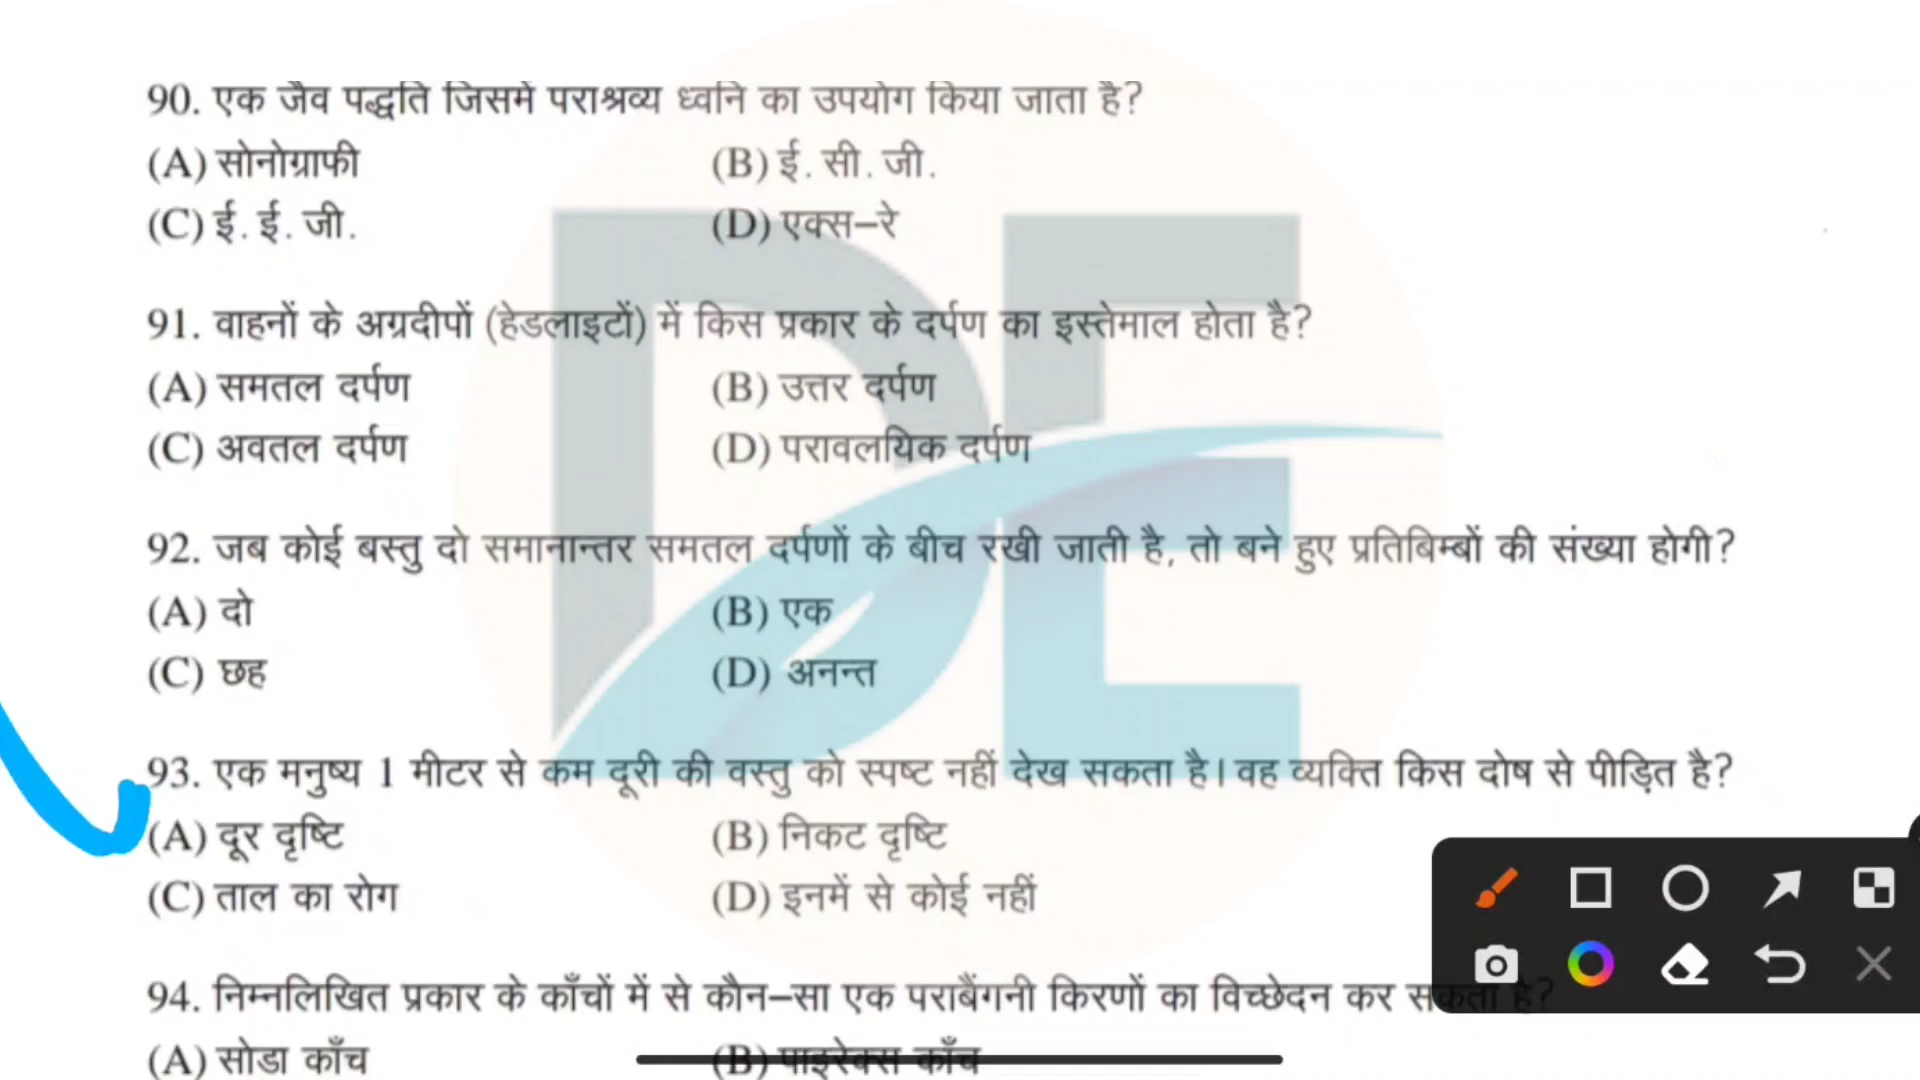 90. एक जैव पद्धति जिसमें पराश्रव्य ध्वनि का उपयोग किया जाता है?
(A) सोनोग्राफी (B) ई. सी. जी.
(C) ई. ई. जी. (D) एक्स-रे
91. वाहनों के अग्रदीपों (हेडलाइटों) में किस प्रकार के दर्पण का इस्तेमाल होता है?
(A) समतल दर्पण (B) उत्तर दर्पण
(C) अवतल दर्पण (D) परावलयिक दर्पण
92. जब कोई बस्तु दो समानान्तर समतल दर्पणों के बीच रखी जाती है, तो बने हुए प्रतिबिम्बों की संख्या होगी?
(A) दो (B) एक
(C) छह (D) अनन्त
93. एक मनुष्य 1 मीटर से कम दूरी की वस्तु को स्पष्ट नहीं देख सकता है। वह व्यक्ति किस दोष से पीड़ित है?
(A) दूर दृष्टि (B) निकट दृष्टि
(C) ताल का रोग (D) इनमें से कोई नहीं
94. निम्नलिखित प्रकार के काँचों में से कौन-सा एक पराबैंगनी किरणों का विच्छेदन कर सकता है?
(A) सोडा काँच (B) पाइरेक्स काँच